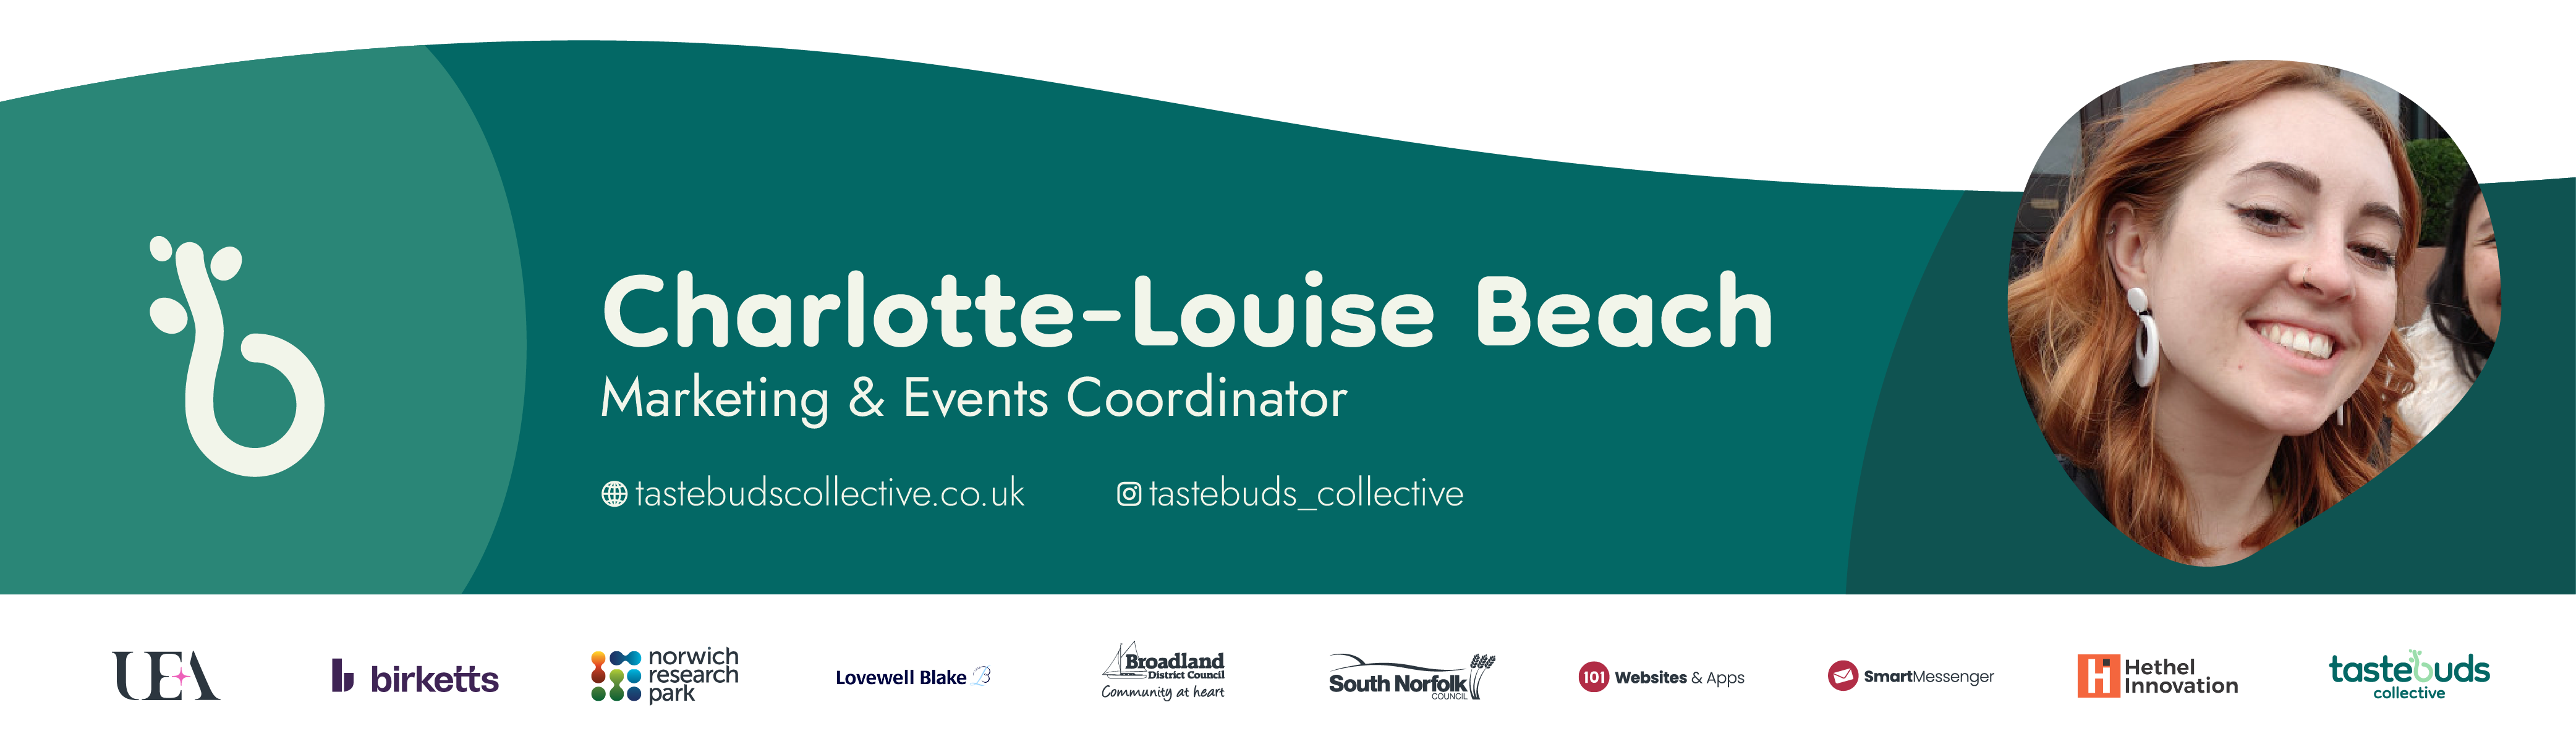 Charlotte-Louise Beach
Marketing & Events Coordinator
tastebudscollective.co.uk
tastebuds_collective
UEA
birketts
norwich
research
park
Lovewell Blake
Broadland
District Council
Community at heart
South Norfolk
COUNCIL
101 Websites & Apps
SmartMessenger
Hi Hethel
Innovation
tastebuds
collective